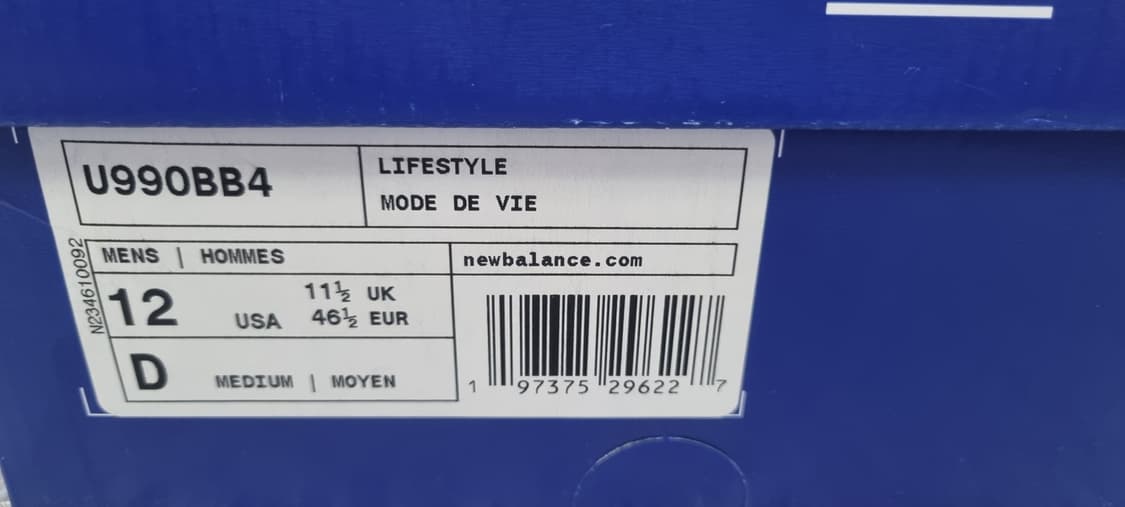 U990BB4
LIFESTYLE
MODE DE VIE
N234610092
MENS | HOMMES
newbalance.com
12 USA
11½ UK
46½ EUR
D
MEDIUM | MOYEN
1 97375 29622 7